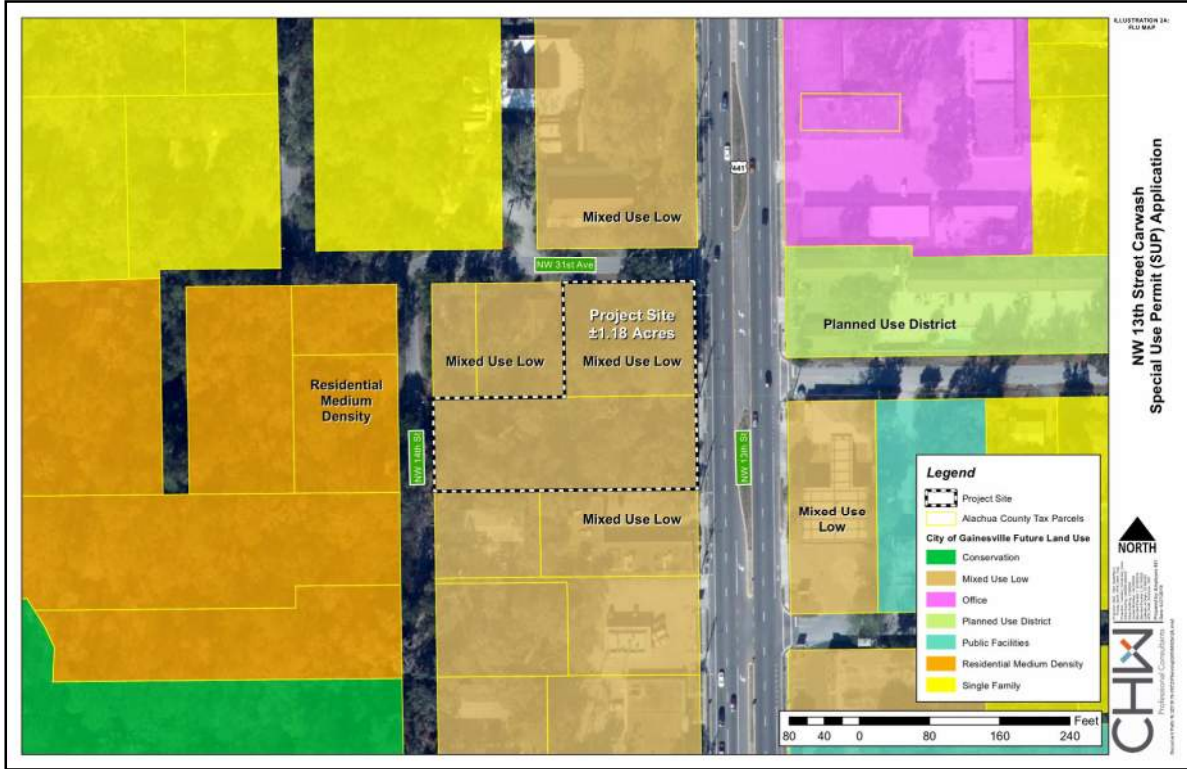 ILLUSTRATION 2A:
FLU MAP
NW 13th Street Carwash
Special Use Permit (SUP) Application
441
Mixed Use Low
NW 31st Ave
Project Site
±1.18 Acres
Mixed Use Low
Mixed Use Low
Planned Use District
Residential
Medium
Density
NW 14th St
NW 13th St
Mixed Use Low
Mixed Use
Low
Legend
Project Site
Alachua County Tax Parcels
City of Gainesville Future Land Use
Conservation
Mixed Use Low
Office
Planned Use District
Public Facilities
Residential Medium Density
Single Family
Feet
80 40 0 80 160 240
NORTH
CHW
Professional Consultants